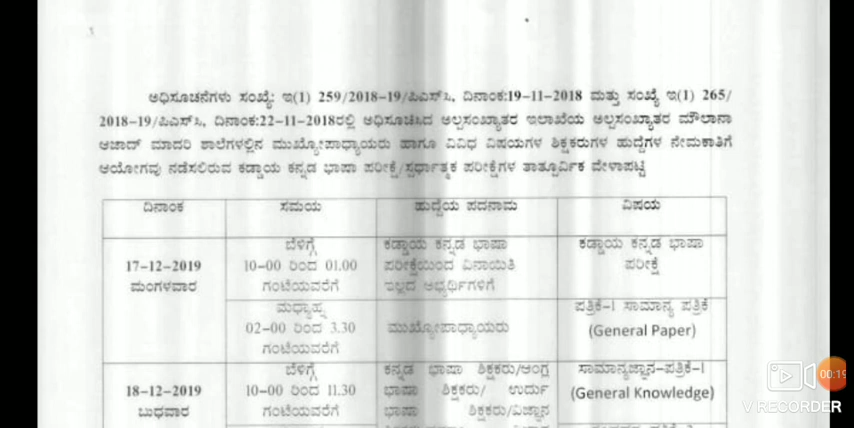 ಅಧಿಸೂಚನೆಗಳು ಸಂಖ್ಯೆ: ಇ(1) 259/2018-19/ಪಿಎಸ್‌ಸಿ, ದಿನಾಂಕ:19-11-2018 ಮತ್ತು ಸಂಖ್ಯೆ ಇ(1) 265/
2018-19/ಪಿಎಸ್‌ಸಿ, ದಿನಾಂಕ:22-11-2018ರಲ್ಲಿ ಅಧಿಸೂಚಿಸಿದ ಅಲ್ಪಸಂಖ್ಯಾತರ ಇಲಾಖೆಯ ಅಲ್ಪಸಂಖ್ಯಾತರ ಮೌಲಾನಾ
ಆಜಾದ್ ಮಾದರಿ ಶಾಲೆಗಳಲ್ಲಿನ ಮುಖ್ಯೋಪಾಧ್ಯಾಯರು ಹಾಗೂ ವಿವಿಧ ವಿಷಯಗಳ ಶಿಕ್ಷಕರುಗಳ ಹುದ್ದೆಗಳ ನೇಮಕಾತಿಗೆ
ಆಯೋಗವು ನಡೆಸಲಿರುವ ಕಡ್ಡಾಯ ಕನ್ನಡ ಭಾಷಾ ಪರೀಕ್ಷೆ/ಸ್ಪರ್ಧಾತ್ಮಕ ಪರೀಕ್ಷೆಗಳ ತಾತ್ಪೂರ್ವಿಕ ವೇಳಾಪಟ್ಟಿ
ದಿನಾಂಕ ಸಮಯ ಹುದ್ದೆಯ ಪದನಾಮ ವಿಷಯ
17-12-2019
ಮಂಗಳವಾರ
ಬೆಳಿಗ್ಗೆ
10-00 ರಿಂದ 01.00
ಗಂಟೆಯವರೆಗೆ
ಕಡ್ಡಾಯ ಕನ್ನಡ ಭಾಷಾ
ಪರೀಕ್ಷೆಯಿಂದ ವಿನಾಯಿತಿ
ಇಲ್ಲದ ಅಭ್ಯರ್ಥಿಗಳಿಗೆ
ಕಡ್ಡಾಯ ಕನ್ನಡ ಭಾಷಾ
ಪರೀಕ್ಷೆ
ಮಧ್ಯಾಹ್ನ
02-00 ರಿಂದ 3.30
ಗಂಟೆಯವರೆಗೆ
ಮುಖ್ಯೋಪಾಧ್ಯಾಯರು
ಪತ್ರಿಕೆ-I ಸಾಮಾನ್ಯ ಪತ್ರಿಕೆ
(General Paper)
18-12-2019
ಬುಧವಾರ
ಬೆಳಿಗ್ಗೆ
10-00 ರಿಂದ 11.30
ಗಂಟೆಯವರೆಗೆ
ಕನ್ನಡ ಭಾಷಾ ಶಿಕ್ಷಕರು/ಆಂಗ್ಲ
ಭಾಷಾ ಶಿಕ್ಷಕರು/ ಉರ್ದು
ಭಾಷಾ ಶಿಕ್ಷಕರು/ವಿಜ್ಞಾನ
ಸಾಮಾನ್ಯಜ್ಞಾನ-ಪತ್ರಿಕೆ-I
(General Knowledge)
00:19
V RECORDER